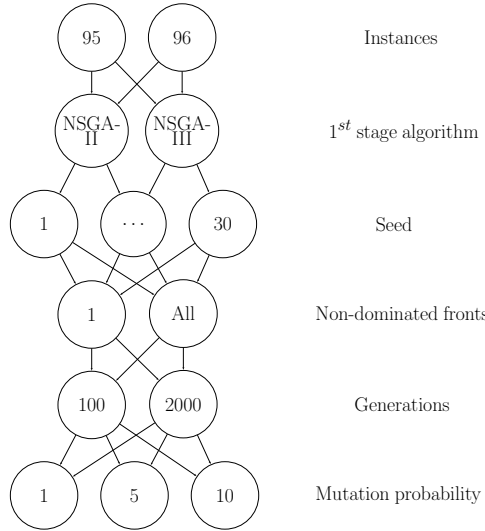 95 96 Instances
NSGA-II NSGA-III 1st stage algorithm
1 ... 30 Seed
1 All Non-dominated fronts
100 2000 Generations
1 5 10 Mutation probability